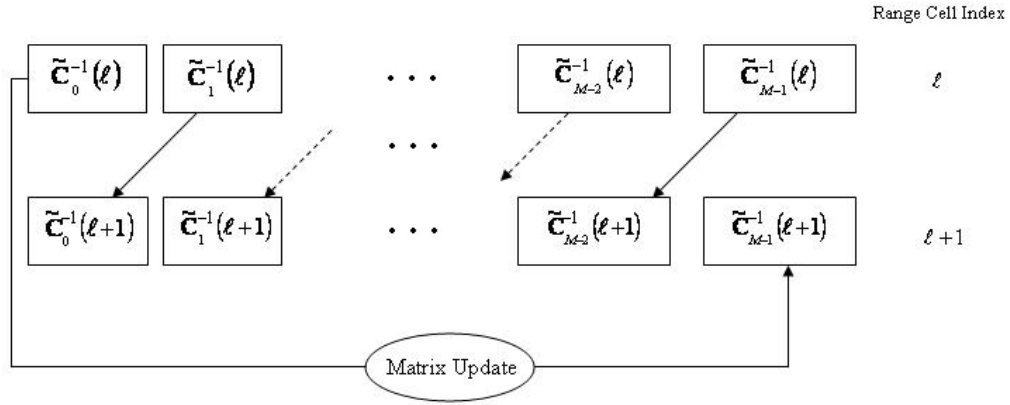 Range Cell Index
C̃₀⁻¹(ℓ) C̃₁⁻¹(ℓ) · · · C̃_{M-2}⁻¹(ℓ) C̃_{M-1}⁻¹(ℓ) ℓ
· · ·
C̃₀⁻¹(ℓ+1) C̃₁⁻¹(ℓ+1) · · · C̃_{M-2}⁻¹(ℓ+1) C̃_{M-1}⁻¹(ℓ+1) ℓ+1
Matrix Update